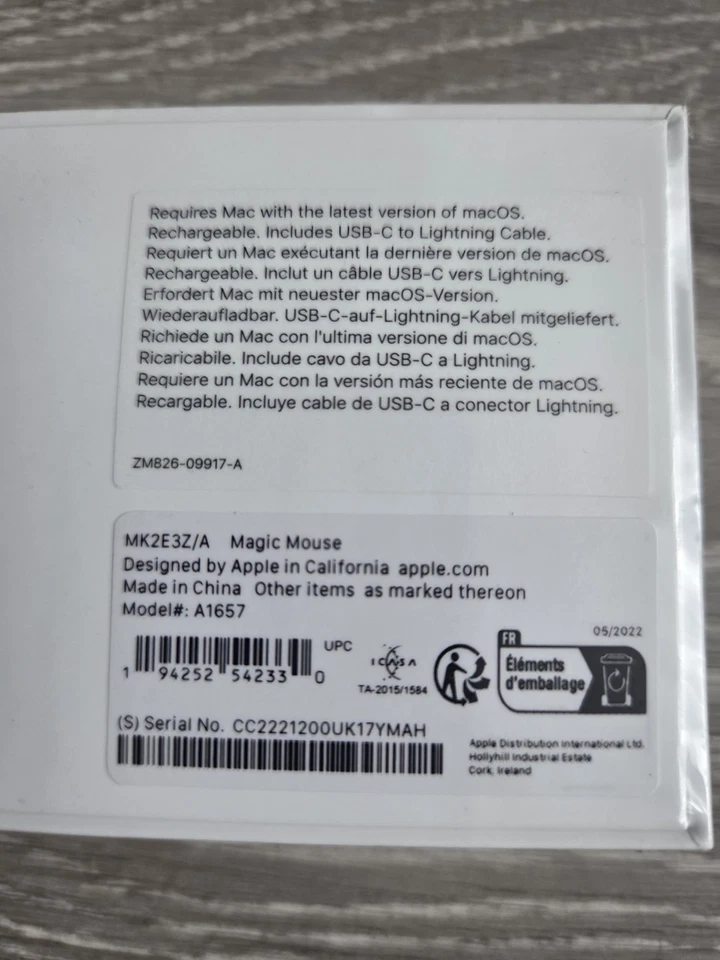 Requires Mac with the latest version of macOS.
Rechargeable. Includes USB-C to Lightning Cable.
Requiert un Mac exécutant la dernière version de macOS.
Rechargeable. Inclut un câble USB-C vers Lightning.
Erfordert Mac mit neuester macOS-Version.
Wiederaufladbar. USB-C-auf-Lightning-Kabel mitgeliefert.
Richiede un Mac con l'ultima versione di macOS.
Ricaricabile. Include cavo da USB-C a Lightning.
Requiere un Mac con la versión más reciente de macOS.
Recargable. Incluye cable de USB-C a conector Lightning.
ZM826-09917-A
MK2E3Z/A Magic Mouse
Designed by Apple in California apple.com
Made in China Other items as marked thereon
Model#: A1657
UPC
1 94252 54233 0
ICASA
TA-2015/1584
FR
Éléments
d'emballage
05/2022
(S) Serial No. CC2221200UK17YMAH
Apple Distribution International Ltd.
Hollyhill Industrial Estate
Cork, Ireland